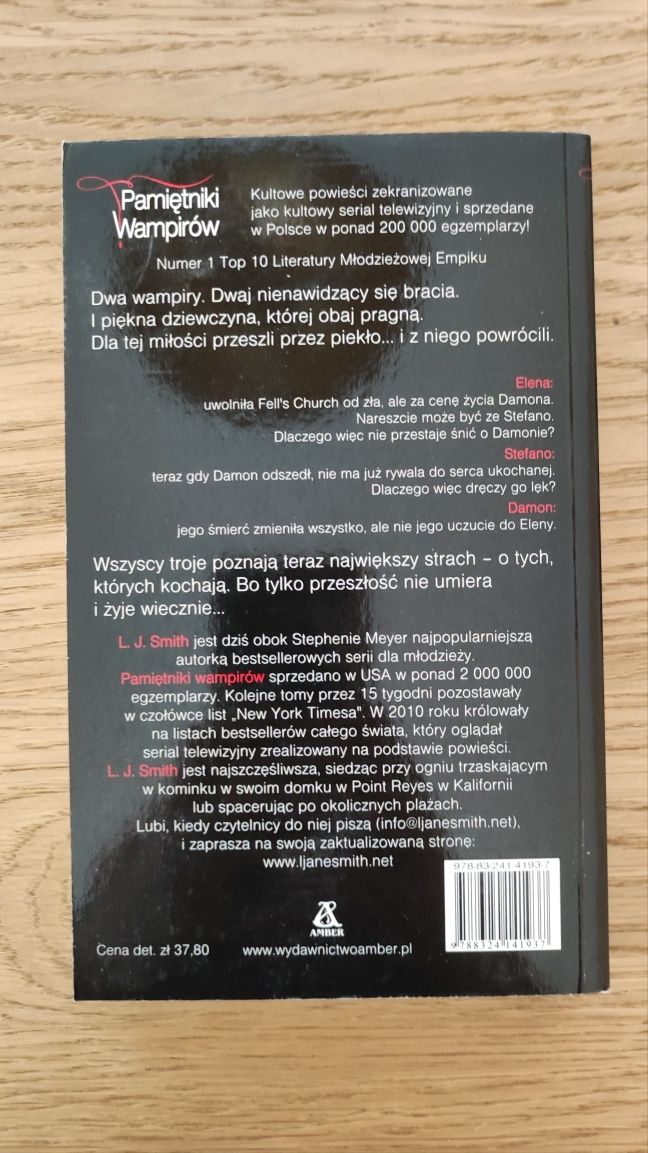 Pamiętniki
Wampirów
Kultowe powieści zekranizowane
jako kultowy serial telewizyjny i sprzedane
w Polsce w ponad 200 000 egzemplarzy!
Numer 1 Top 10 Literatury Młodzieżowej Empiku
Dwa wampiry. Dwaj nienawidzący się bracia.
I piękna dziewczyna, której obaj pragną.
Dla tej miłości przeszli przez piekło... i z niego powrócili.
Elena:
uwolniła Fell's Church od zła, ale za cenę życia Damona.
Nareszcie może być ze Stefano.
Dlaczego więc nie przestaje śnić o Damonie?
Stefano:
teraz gdy Damon odszedł, nie ma już rywala do serca ukochanej.
Dlaczego więc dręczy go lęk?
Damon:
jego śmierć zmieniła wszystko, ale nie jego uczucie do Eleny.
Wszyscy troje poznają teraz największy strach – o tych,
których kochają. Bo tylko przeszłość nie umiera
i żyje wiecznie...
L. J. Smith jest dziś obok Stephenie Meyer najpopularniejszą
autorką bestsellerowych serii dla młodzieży.
Pamiętniki wampirów sprzedano w USA w ponad 2 000 000
egzemplarzy. Kolejne tomy przez 15 tygodni pozostawały
w czołówce list „New York Timesa". W 2010 roku królowały
na listach bestsellerów całego świata, który oglądał
serial telewizyjny zrealizowany na podstawie powieści.
L. J. Smith jest najszczęśliwsza, siedząc przy ogniu trzaskającym
w kominku w swoim domku w Point Reyes w Kalifornii
lub spacerując po okolicznych plażach.
Lubi, kiedy czytelnicy do niej piszą (info@ljanesmith.net),
i zaprasza na swoją zaktualizowaną stronę:
www.ljanesmith.net
978-83-241-4193-7
9 788324 141937
AMBER
Cena det. zł 37,80
www.wydawnictwoamber.pl